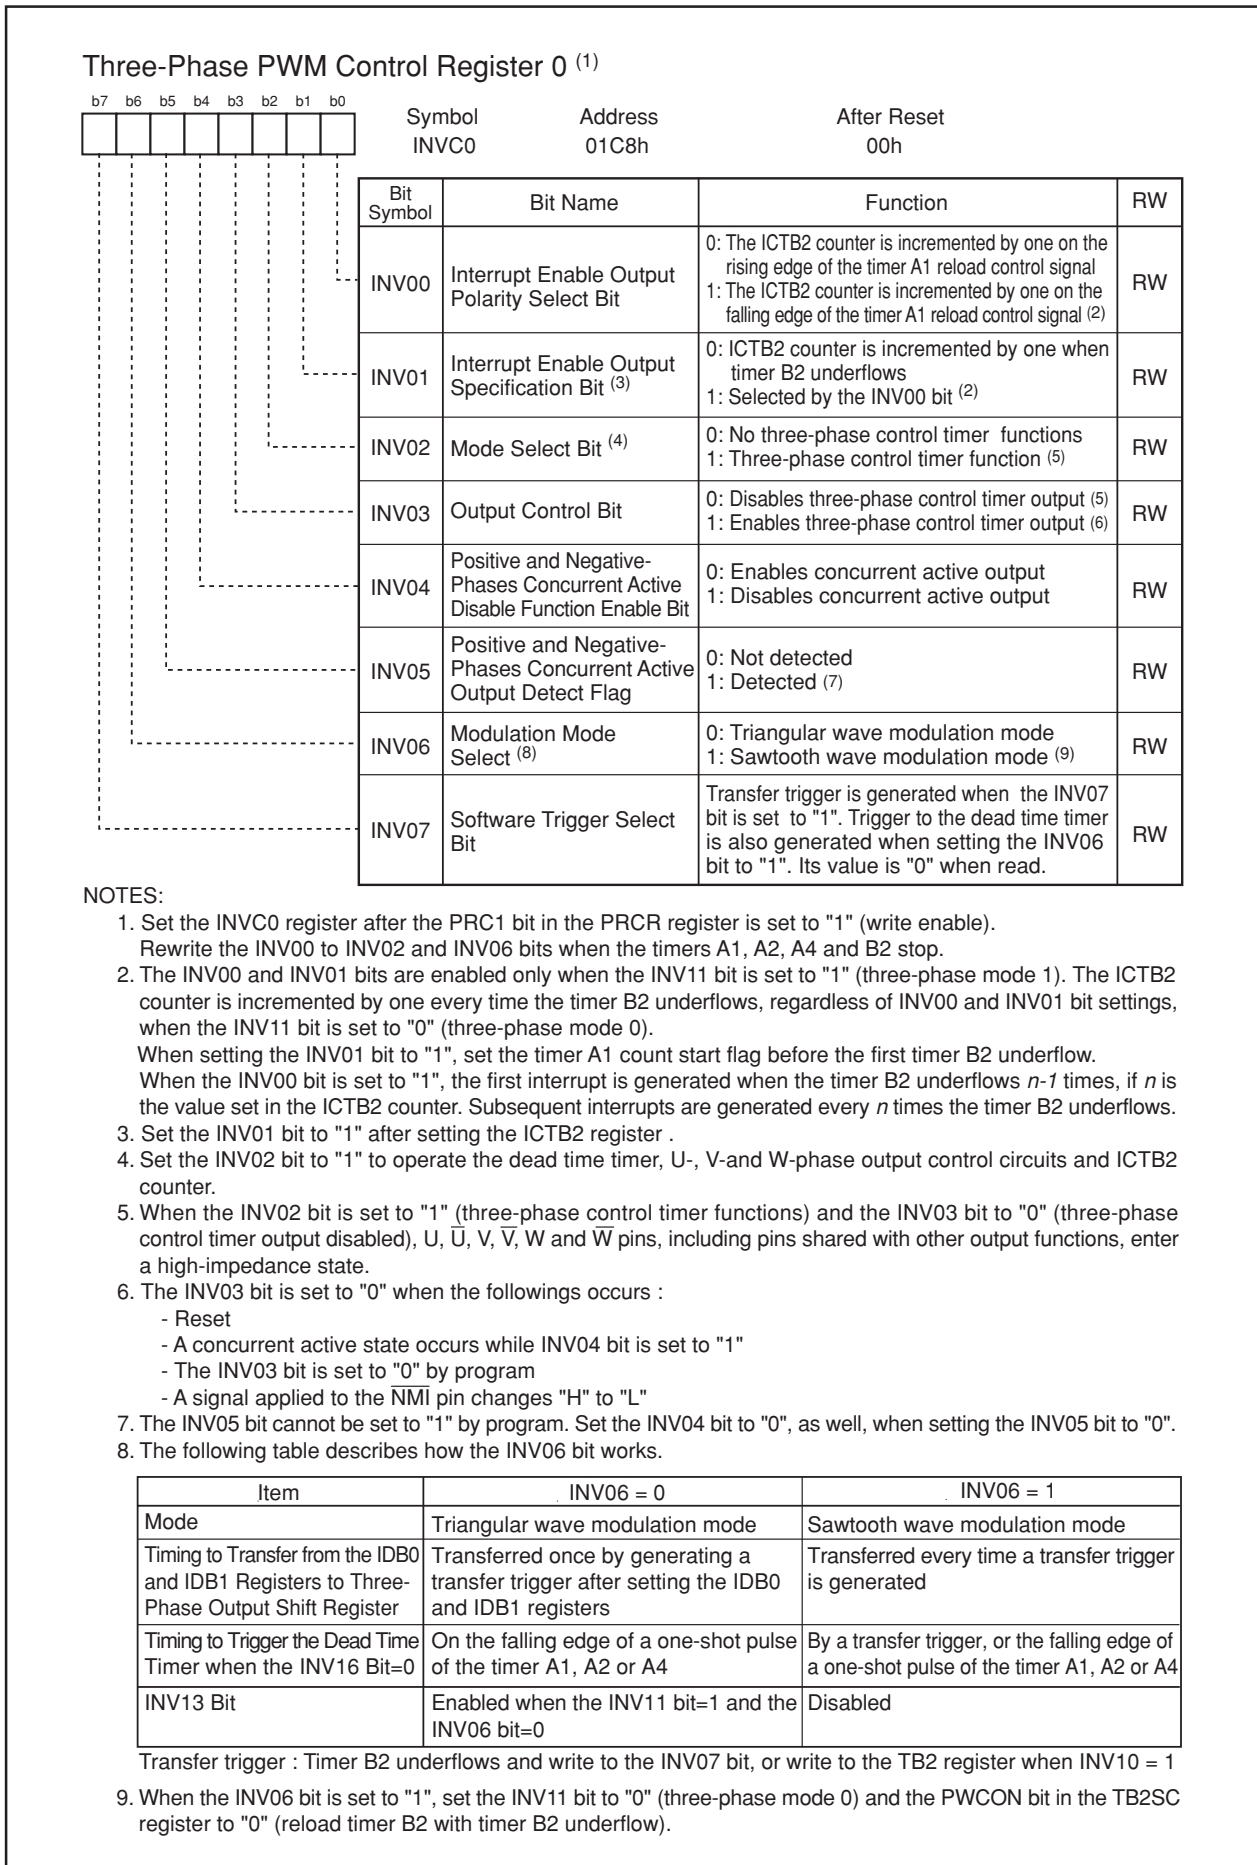 Three-Phase PWM Control Register 0 (1)
b7 b6 b5 b4 b3 b2 b1 b0
Symbol Address After Reset
INVC0 01C8h 00h
Bit Symbol Bit Name Function RW
INV00 Interrupt Enable Output Polarity Select Bit
0: The ICTB2 counter is incremented by one on the
rising edge of the timer A1 reload control signal
1: The ICTB2 counter is incremented by one on the
falling edge of the timer A1 reload control signal (2)
RW
INV01 Interrupt Enable Output Specification Bit (3)
0: ICTB2 counter is incremented by one when
timer B2 underflows
1: Selected by the INV00 bit (2)
RW
INV02 Mode Select Bit (4)
0: No three-phase control timer functions
1: Three-phase control timer function (5)
RW
INV03 Output Control Bit
0: Disables three-phase control timer output (5)
1: Enables three-phase control timer output (6)
RW
INV04 Positive and Negative-Phases Concurrent Active Disable Function Enable Bit
0: Enables concurrent active output
1: Disables concurrent active output
RW
INV05 Positive and Negative-Phases Concurrent Active Output Detect Flag
0: Not detected
1: Detected (7)
RW
INV06 Modulation Mode Select (8)
0: Triangular wave modulation mode
1: Sawtooth wave modulation mode (9)
RW
INV07 Software Trigger Select Bit
Transfer trigger is generated when the INV07
bit is set to "1". Trigger to the dead time timer
is also generated when setting the INV06
bit to "1". Its value is "0" when read.
RW
NOTES:
1. Set the INVC0 register after the PRC1 bit in the PRCR register is set to "1" (write enable).
Rewrite the INV00 to INV02 and INV06 bits when the timers A1, A2, A4 and B2 stop.
2. The INV00 and INV01 bits are enabled only when the INV11 bit is set to "1" (three-phase mode 1). The ICTB2
counter is incremented by one every time the timer B2 underflows, regardless of INV00 and INV01 bit settings,
when the INV11 bit is set to "0" (three-phase mode 0).
When setting the INV01 bit to "1", set the timer A1 count start flag before the first timer B2 underflow.
When the INV00 bit is set to "1", the first interrupt is generated when the timer B2 underflows n-1 times, if n is
the value set in the ICTB2 counter. Subsequent interrupts are generated every n times the timer B2 underflows.
3. Set the INV01 bit to "1" after setting the ICTB2 register .
4. Set the INV02 bit to "1" to operate the dead time timer, U-, V-and W-phase output control circuits and ICTB2
counter.
5. When the INV02 bit is set to "1" (three-phase control timer functions) and the INV03 bit to "0" (three-phase
control timer output disabled), U, U̅, V, V̅, W and W̅ pins, including pins shared with other output functions, enter
a high-impedance state.
6. The INV03 bit is set to "0" when the followings occurs :
- Reset
- A concurrent active state occurs while INV04 bit is set to "1"
- The INV03 bit is set to "0" by program
- A signal applied to the N̅M̅I̅ pin changes "H" to "L"
7. The INV05 bit cannot be set to "1" by program. Set the INV04 bit to "0", as well, when setting the INV05 bit to "0".
8. The following table describes how the INV06 bit works.
Item INV06 = 0 INV06 = 1
Mode Triangular wave modulation mode Sawtooth wave modulation mode
Timing to Transfer from the IDB0 Transferred once by generating a Transferred every time a transfer trigger
and IDB1 Registers to Three- transfer trigger after setting the IDB0 is generated
Phase Output Shift Register and IDB1 registers
Timing to Trigger the Dead Time On the falling edge of a one-shot pulse By a transfer trigger, or the falling edge of
Timer when the INV16 Bit=0 of the timer A1, A2 or A4 a one-shot pulse of the timer A1, A2 or A4
INV13 Bit Enabled when the INV11 bit=1 and the Disabled
INV06 bit=0
Transfer trigger : Timer B2 underflows and write to the INV07 bit, or write to the TB2 register when INV10 = 1
9. When the INV06 bit is set to "1", set the INV11 bit to "0" (three-phase mode 0) and the PWCON bit in the TB2SC
register to "0" (reload timer B2 with timer B2 underflow).